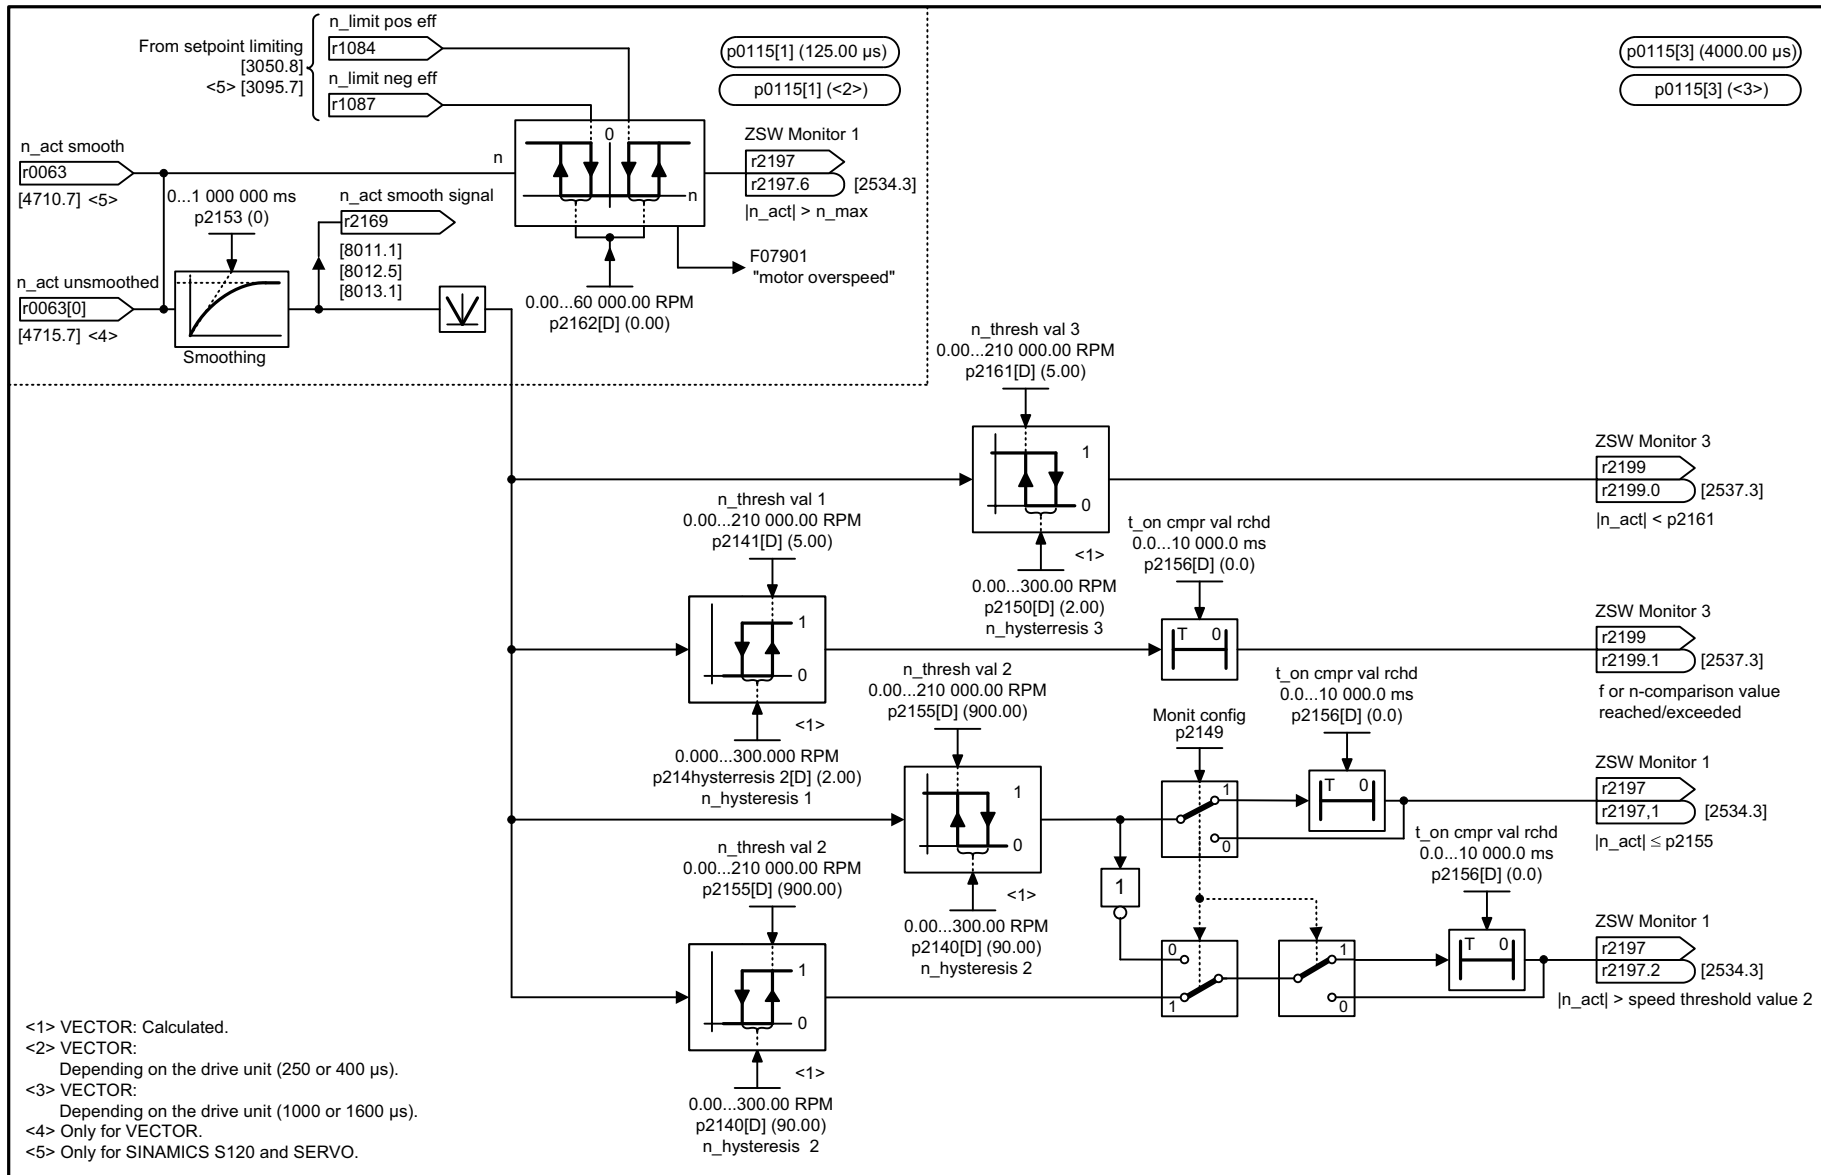 n_limit pos eff
r1084
From setpoint limiting
[3050.8]
<5> [3095.7]
n_limit neg eff
r1087
p0115[1] (125.00 µs)
p0115[1] (<2>)
p0115[3] (4000.00 µs)
p0115[3] (<3>)
n_act smooth
r0063
[4710.7] <5>
n
0
n
ZSW Monitor 1
r2197
r2197.6
[2534.3]
|n_act| > n_max
0...1 000 000 ms
p2153 (0)
n_act smooth signal
r2169
[8011.1]
[8012.5]
[8013.1]
F07901
"motor overspeed"
n_act unsmoothed
r0063[0]
[4715.7] <4>
Smoothing
0.00...60 000.00 RPM
p2162[D] (0.00)
n_thresh val 3
0.00...210 000.00 RPM
p2161[D] (5.00)
1
0
<1>
0.00...300.00 RPM
p2150[D] (2.00)
n_hysterresis 3
ZSW Monitor 3
r2199
r2199.0
[2537.3]
|n_act| < p2161
n_thresh val 1
0.00...210 000.00 RPM
p2141[D] (5.00)
1
0
<1>
0.000...300.000 RPM
p214hysterresis 2[D] (2.00)
n_hysteresis 1
t_on cmpr val rchd
0.0...10 000.0 ms
p2156[D] (0.0)
T 0
ZSW Monitor 3
r2199
r2199.1
[2537.3]
f or n-comparison value
reached/exceeded
n_thresh val 2
0.00...210 000.00 RPM
p2155[D] (900.00)
1
0
<1>
0.00...300.00 RPM
p2140[D] (90.00)
n_hysteresis 2
Monit config
p2149
1
0
t_on cmpr val rchd
0.0...10 000.0 ms
p2156[D] (0.0)
T 0
ZSW Monitor 1
r2197
r2197,1
[2534.3]
|n_act| ≤ p2155
n_thresh val 2
0.00...210 000.00 RPM
p2155[D] (900.00)
1
0
<1>
0.00...300.00 RPM
p2140[D] (90.00)
n_hysteresis 2
1
0
1
1
0
t_on cmpr val rchd
0.0...10 000.0 ms
p2156[D] (0.0)
T 0
ZSW Monitor 1
r2197
r2197.2
[2534.3]
|n_act| > speed threshold value 2
<1> VECTOR: Calculated.
<2> VECTOR:
Depending on the drive unit (250 or 400 µs).
<3> VECTOR:
Depending on the drive unit (1000 or 1600 µs).
<4> Only for VECTOR.
<5> Only for SINAMICS S120 and SERVO.